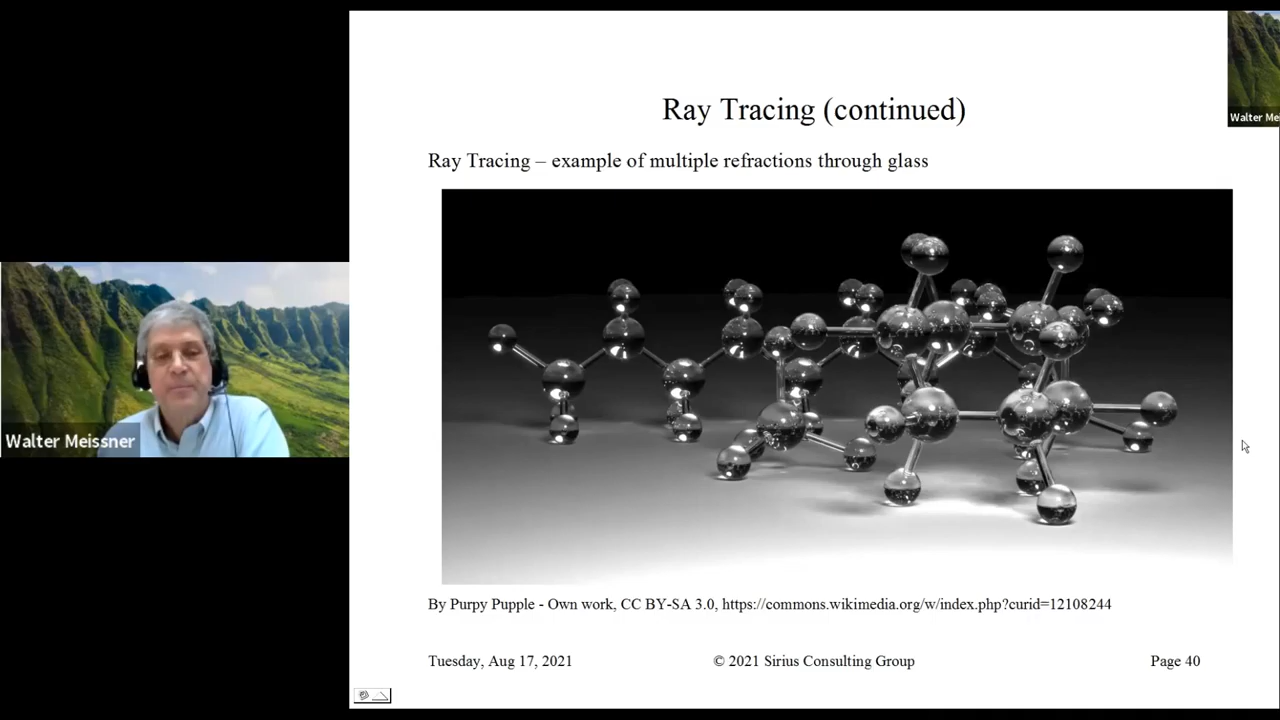 Ray Tracing (continued)
Walter Mei
Ray Tracing – example of multiple refractions through glass
Walter Meissner
By Purpy Pupple - Own work, CC BY-SA 3.0, https://commons.wikimedia.org/w/index.php?curid=12108244
Tuesday, Aug 17, 2021
© 2021 Sirius Consulting Group
Page 40